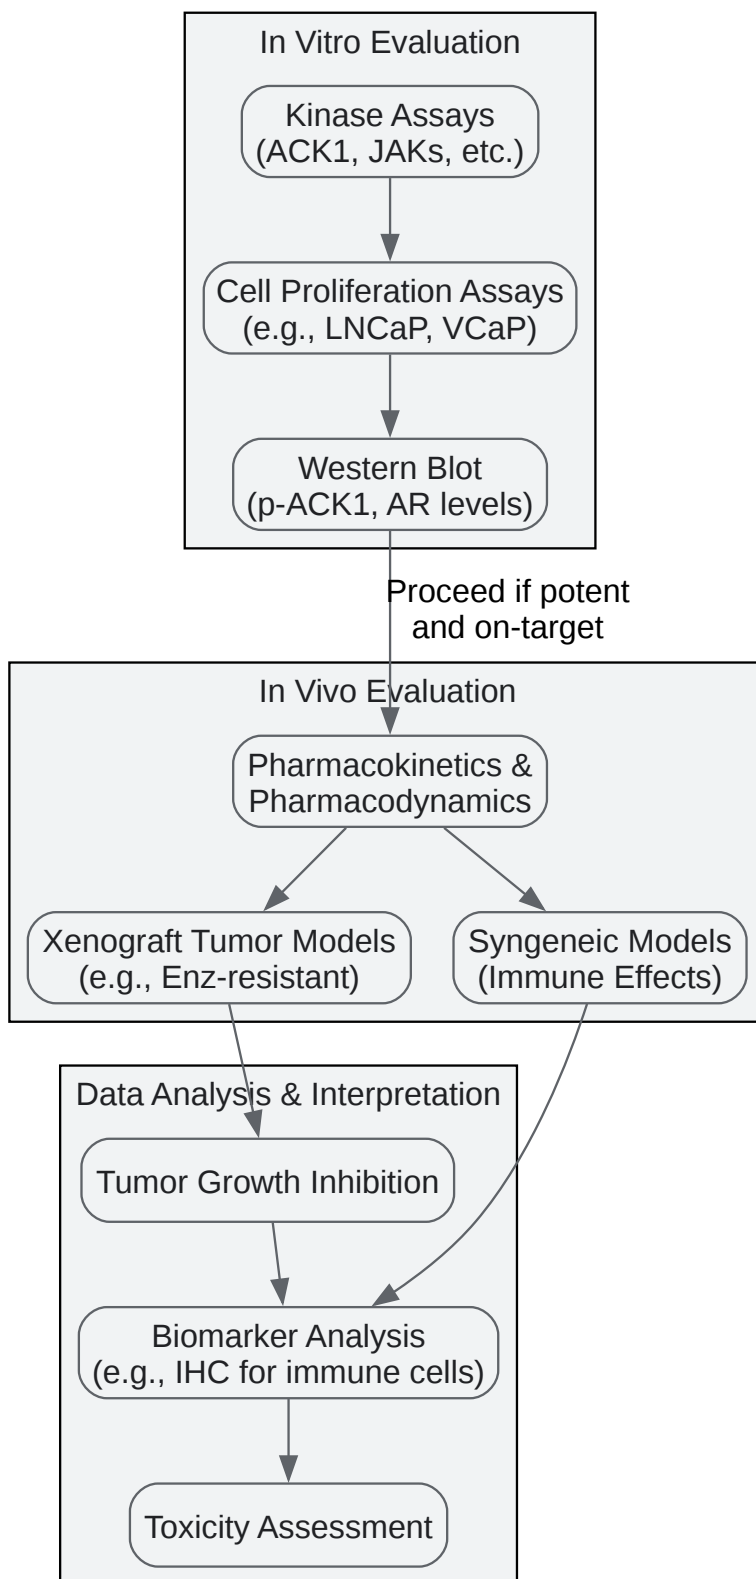 In Vitro Evaluation
Kinase Assays
(ACK1, JAKs, etc.)
Cell Proliferation Assays
(e.g., LNCaP, VCaP)
Western Blot
(p-ACK1, AR levels)
Proceed if potent
and on-target
In Vivo Evaluation
Pharmacokinetics &
Pharmacodynamics
Xenograft Tumor Models
(e.g., Enz-resistant)
Syngeneic Models
(Immune Effects)
Data Analysis & Interpretation
Tumor Growth Inhibition
Biomarker Analysis
(e.g., IHC for immune cells)
Toxicity Assessment